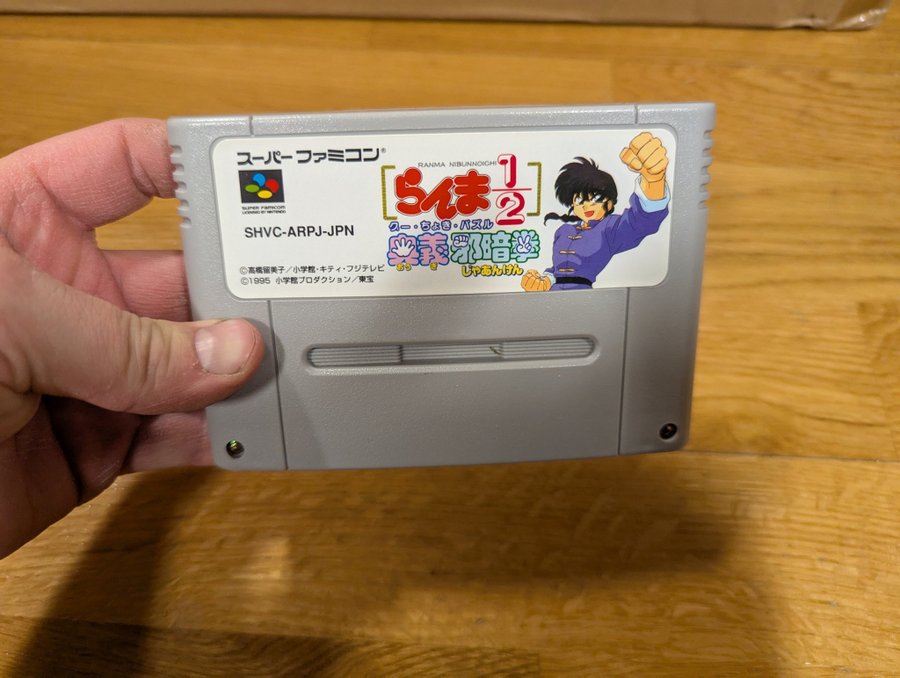 スーパーファミコン®
SUPER FAMICOM
LICENSED BY NINTENDO
SHVC-ARPJ-JPN
©高橋留美子／小学館・キティ・フジテレビ
©1995 小学館プロダクション／東宝
RANMA NIBUNNOICHI
らんま1/2
グー・ちょき・パズル
奥義邪暗拳
おうぎ じゃあんけん